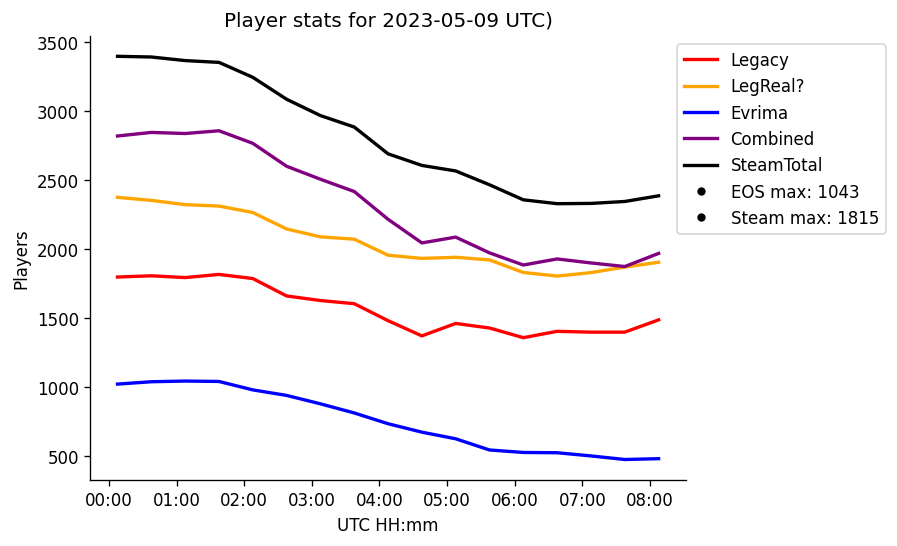 Player stats for 2023-05-09 UTC)
3500
3000
2500
2000
1500
1000
500
Players
00:00 01:00 02:00 03:00 04:00 05:00 06:00 07:00 08:00
UTC HH:mm
Legacy
LegReal?
Evrima
Combined
SteamTotal
EOS max: 1043
Steam max: 1815